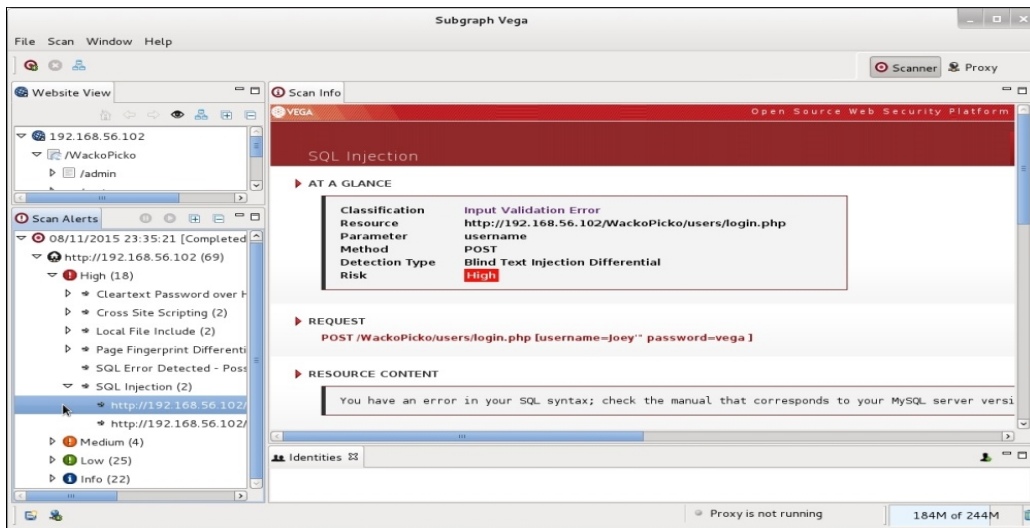 Subgraph Vega
File Scan Window Help
Scanner Proxy
Website View
192.168.56.102
/WackoPicko
/admin
Scan Alerts
08/11/2015 23:35:21 [Completed
http://192.168.56.102 (69)
High (18)
Cleartext Password over H
Cross Site Scripting (2)
Local File Include (2)
Page Fingerprint Differenti
SQL Error Detected - Poss
SQL Injection (2)
http://192.168.56.102/
http://192.168.56.102/
Medium (4)
Low (25)
Info (22)
Scan Info
VEGA Open Source Web Security Platform
SQL Injection
AT A GLANCE
Classification Input Validation Error
Resource http://192.168.56.102/WackoPicko/users/login.php
Parameter username
Method POST
Detection Type Blind Text Injection Differential
Risk High
REQUEST
POST /WackoPicko/users/login.php [username=Joey'" password=vega ]
RESOURCE CONTENT
You have an error in your SQL syntax; check the manual that corresponds to your MySQL server versi
Identities
Proxy is not running 184M of 244M